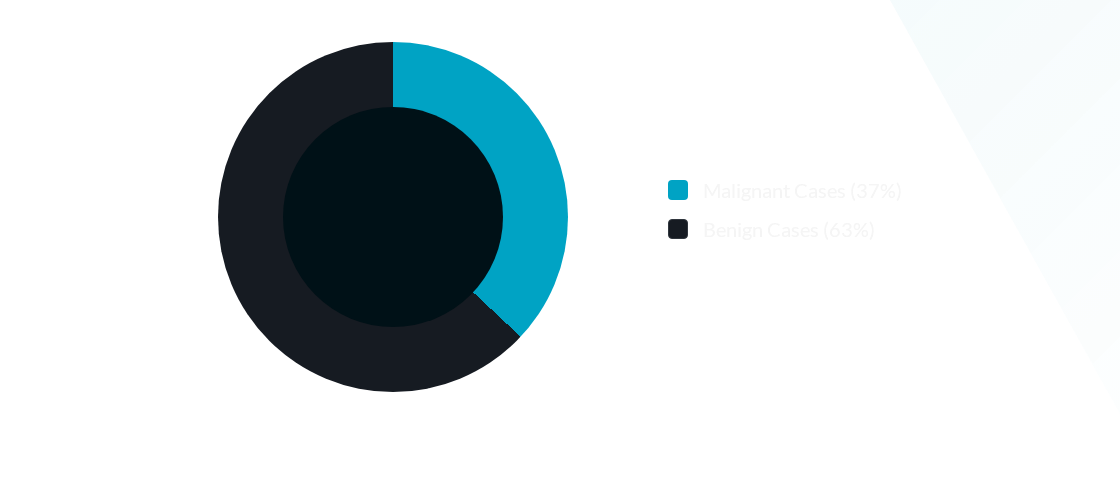 Malignant Cases (37%)
Benign Cases (63%)